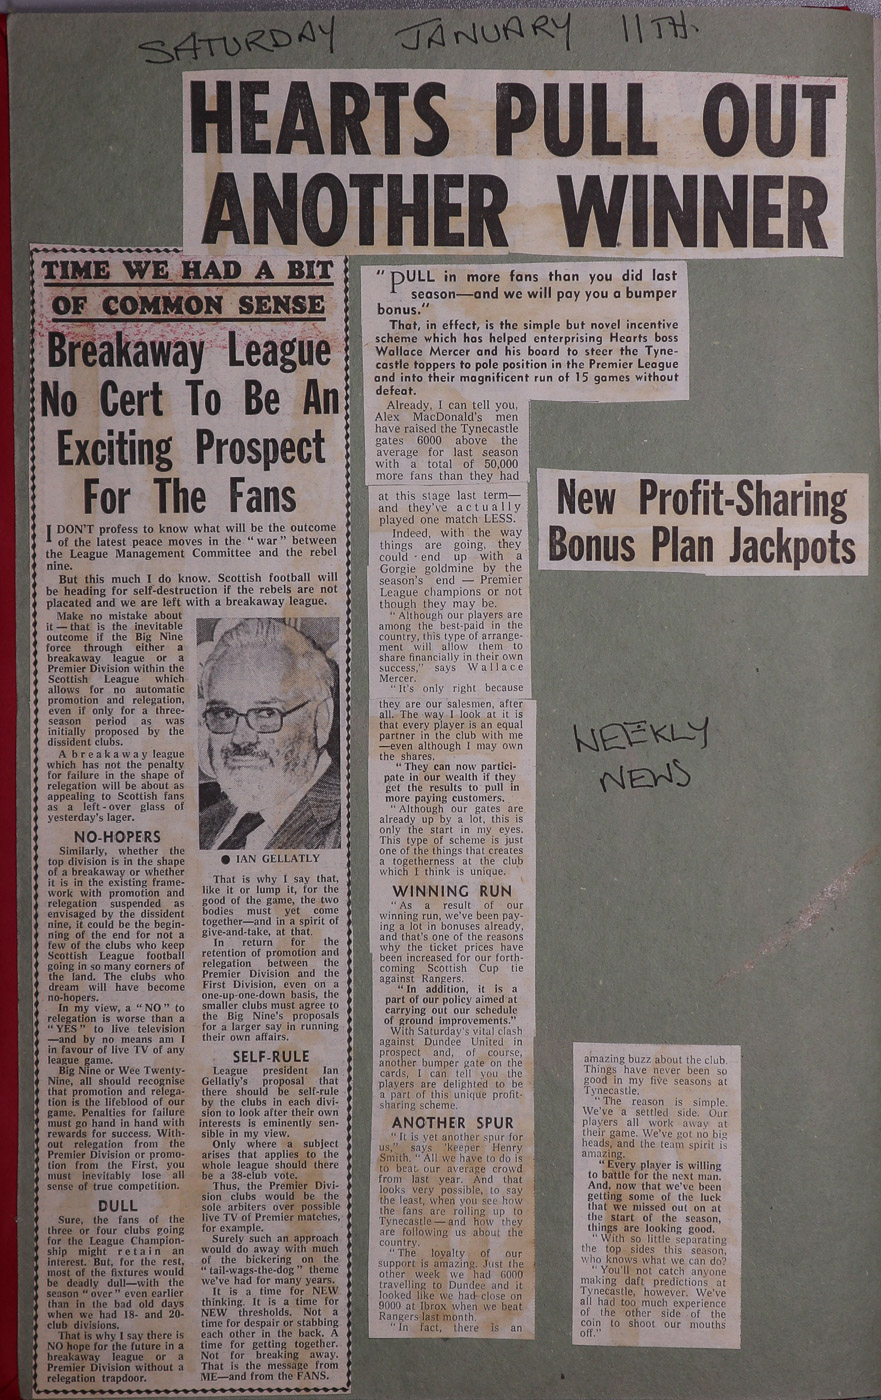 SATURDAY JANUARY 11TH.
HEARTS PULL OUT
ANOTHER WINNER
TIME WE HAD A BIT
OF COMMON SENSE
Breakaway League
No Cert To Be An
Exciting Prospect
For The Fans
I DON'T profess to know what will be the outcome
of the latest peace moves in the "war" between
the League Management Committee and the rebel
nine.
But this much I do know. Scottish football will
be heading for self-destruction if the rebels are not
placated and we are left with a breakaway league.
Make no mistake about
it—that is the inevitable
outcome if the Big Nine
force through either a
breakaway league or a
Premier Division within the
Scottish League which
allows for no automatic
promotion and relegation,
even if only for a three-
season period as was
initially proposed by the
dissident clubs.
A breakaway league
which has not the penalty
for failure in the shape of
relegation will be about as
appealing to Scottish fans
as a left-over glass of
yesterday's lager.
NO-HOPERS
Similarly, whether the
top division is in the shape
of a breakaway or whether
it is in the existing frame-
work with promotion and
relegation suspended as
envisaged by the dissident
nine, it could be the begin-
ning of the end for not a
few of the clubs who keep
Scottish League football
going in so many corners of
the land. The clubs who
dream will have become
no-hopers.
In my view, a "NO" to
relegation is worse than a
"YES" to live television
—and by no means am I
in favour of live TV of any
league game.
Big Nine or Wee Twenty-
Nine, all should recognise
that promotion and relega-
tion is the lifeblood of our
game. Penalties for failure
must go hand in hand with
rewards for success. With-
out relegation from the
Premier Division or promo-
tion from the First, you
must inevitably lose all
sense of true competition.
DULL
Sure, the fans of the
three or four clubs going
for the League Champion-
ship might retain an
interest. But, for the rest,
most of the fixtures would
be deadly dull—with the
season "over" even earlier
than in the bad old days
when we had 18- and 20-
club divisions.
That is why I say there is
NO hope for the future in a
breakaway league or a
Premier Division without a
relegation trapdoor.
● IAN GELLATLY
That is why I say that,
like it or lump it, for the
good of the game, the two
bodies must yet come
together—and in a spirit of
give-and-take, at that.
In return for the
retention of promotion and
relegation between the
Premier Division and the
First Division, even on a
one-up-one-down basis, the
smaller clubs must agree to
the Big Nine's proposals
for a larger say in running
their own affairs.
SELF-RULE
League president Ian
Gellatly's proposal that
there should be self-rule
by the clubs in each divi-
sion to look after their own
interests is eminently sen-
sible in my view.
Only where a subject
arises that applies to the
whole league should there
be a 38-club vote.
Thus, the Premier Divi-
sion clubs would be the
sole arbiters over possible
live TV of Premier matches,
for example.
Surely such an approach
would do away with much
of the bickering on the
"tail-wags-the-dog" theme
we've had for many years.
It is a time for NEW
thinking. It is a time for
NEW thresholds. Not a
time for despair or stabbing
each other in the back. A
time for getting together.
Not for breaking away.
That is the message from
ME—and from the FANS.
"PULL in more fans than you did last
season—and we will pay you a bumper
bonus."
That, in effect, is the simple but novel incentive
scheme which has helped enterprising Hearts boss
Wallace Mercer and his board to steer the Tyne-
castle toppers to pole position in the Premier League
and into their magnificent run of 15 games without
defeat.
Already, I can tell you,
Alex MacDonald's men
have raised the Tynecastle
gates 6000 above the
average for last season
with a total of 50,000
more fans than they had
at this stage last term—
and they've actually
played one match LESS.
Indeed, with the way
things are going, they
could end up with a
Gorgie goldmine by the
season's end — Premier
League champions or not
though they may be.
"Although our players are
among the best-paid in the
country, this type of arrange-
ment will allow them to
share financially in their own
success," says Wallace
Mercer.
"It's only right because
they are our salesmen, after
all. The way I look at it is
that every player is an equal
partner in the club with me
—even although I may own
the shares.
"They can now partici-
pate in our wealth if they
get the results to pull in
more paying customers.
"Although our gates are
already up by a lot, this is
only the start in my eyes.
This type of scheme is just
one of the things that creates
a togetherness at the club
which I think is unique.
WINNING RUN
"As a result of our
winning run, we've been pay-
ing a lot in bonuses already,
and that's one of the reasons
why the ticket prices have
been increased for our forth-
coming Scottish Cup tie
against Rangers.
"In addition, it is a
part of our policy aimed at
carrying out our schedule
of ground improvements."
With Saturday's vital clash
against Dundee United in
prospect and, of course,
another bumper gate on the
cards, I can tell you the
players are delighted to be
a part of this unique profit-
sharing scheme.
ANOTHER SPUR
"It is yet another spur for
us," says 'keeper Henry
Smith. "All we have to do is
to beat our average crowd
from last year. And that
looks very possible, to say
the least, when you see how
the fans are rolling up to
Tynecastle—and how they
are following us about the
country.
"The loyalty of our
support is amazing. Just the
other week we had 6000
travelling to Dundee and it
looked like we had close on
9000 at Ibrox when we beat
Rangers last month.
"In fact, there is an
New Profit-Sharing
Bonus Plan Jackpots
WEEKLY
NEWS
amazing buzz about the club.
Things have never been so
good in my five seasons at
Tynecastle.
"The reason is simple.
We've a settled side. Our
players all work away at
their game. We've got no big
heads, and the team spirit is
amazing.
"Every player is willing
to battle for the next man.
And, now that we've been
getting some of the luck
that we missed out on at
the start of the season,
things are looking good.
"With so little separating
the top sides this season,
who knows what we can do?
"You'll not catch anyone
making daft predictions at
Tynecastle, however. We've
all had too much experience
of the other side of the
coin to shoot our mouths
off."